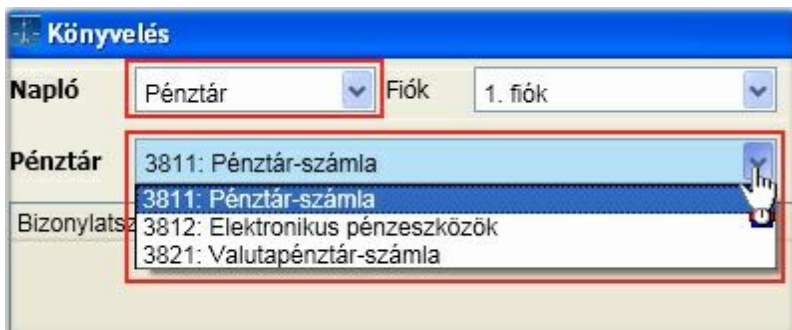 Könyvelés
Napló Pénztár Fiók 1. fiók
Pénztár 3811: Pénztár-számla
3811: Pénztár-számla
Bizonylatsz 3812: Elektronikus pénzeszközök
3821: Valutapénztár-számla